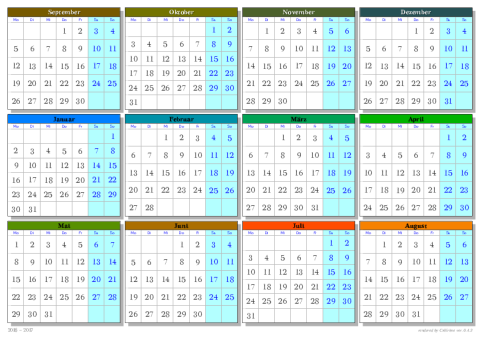 September
Mo Di Mi Do Fr Sa So
1 2 3 4
5 6 7 8 9 10 11
12 13 14 15 16 17 18
19 20 21 22 23 24 25
26 27 28 29 30
Oktober
Mo Di Mi Do Fr Sa So
1 2
3 4 5 6 7 8 9
10 11 12 13 14 15 16
17 18 19 20 21 22 23
24 25 26 27 28 29 30
31
November
Mo Di Mi Do Fr Sa So
1 2 3 4 5 6
7 8 9 10 11 12 13
14 15 16 17 18 19 20
21 22 23 24 25 26 27
28 29 30
Dezember
Mo Di Mi Do Fr Sa So
1 2 3 4
5 6 7 8 9 10 11
12 13 14 15 16 17 18
19 20 21 22 23 24 25
26 27 28 29 30 31
Januar
Mo Di Mi Do Fr Sa So
1
2 3 4 5 6 7 8
9 10 11 12 13 14 15
16 17 18 19 20 21 22
23 24 25 26 27 28 29
30 31
Februar
Mo Di Mi Do Fr Sa So
1 2 3 4 5
6 7 8 9 10 11 12
13 14 15 16 17 18 19
20 21 22 23 24 25 26
27 28
März
Mo Di Mi Do Fr Sa So
1 2 3 4 5
6 7 8 9 10 11 12
13 14 15 16 17 18 19
20 21 22 23 24 25 26
27 28 29 30 31
April
Mo Di Mi Do Fr Sa So
1 2
3 4 5 6 7 8 9
10 11 12 13 14 15 16
17 18 19 20 21 22 23
24 25 26 27 28 29 30
Mai
Mo Di Mi Do Fr Sa So
1 2 3 4 5 6 7
8 9 10 11 12 13 14
15 16 17 18 19 20 21
22 23 24 25 26 27 28
29 30 31
Juni
Mo Di Mi Do Fr Sa So
1 2 3 4
5 6 7 8 9 10 11
12 13 14 15 16 17 18
19 20 21 22 23 24 25
26 27 28 29 30
Juli
Mo Di Mi Do Fr Sa So
1 2
3 4 5 6 7 8 9
10 11 12 13 14 15 16
17 18 19 20 21 22 23
24 25 26 27 28 29 30
31
August
Mo Di Mi Do Fr Sa So
1 2 3 4 5 6
7 8 9 10 11 12 13
14 15 16 17 18 19 20
21 22 23 24 25 26 27
28 29 30 31
2016 - 2017